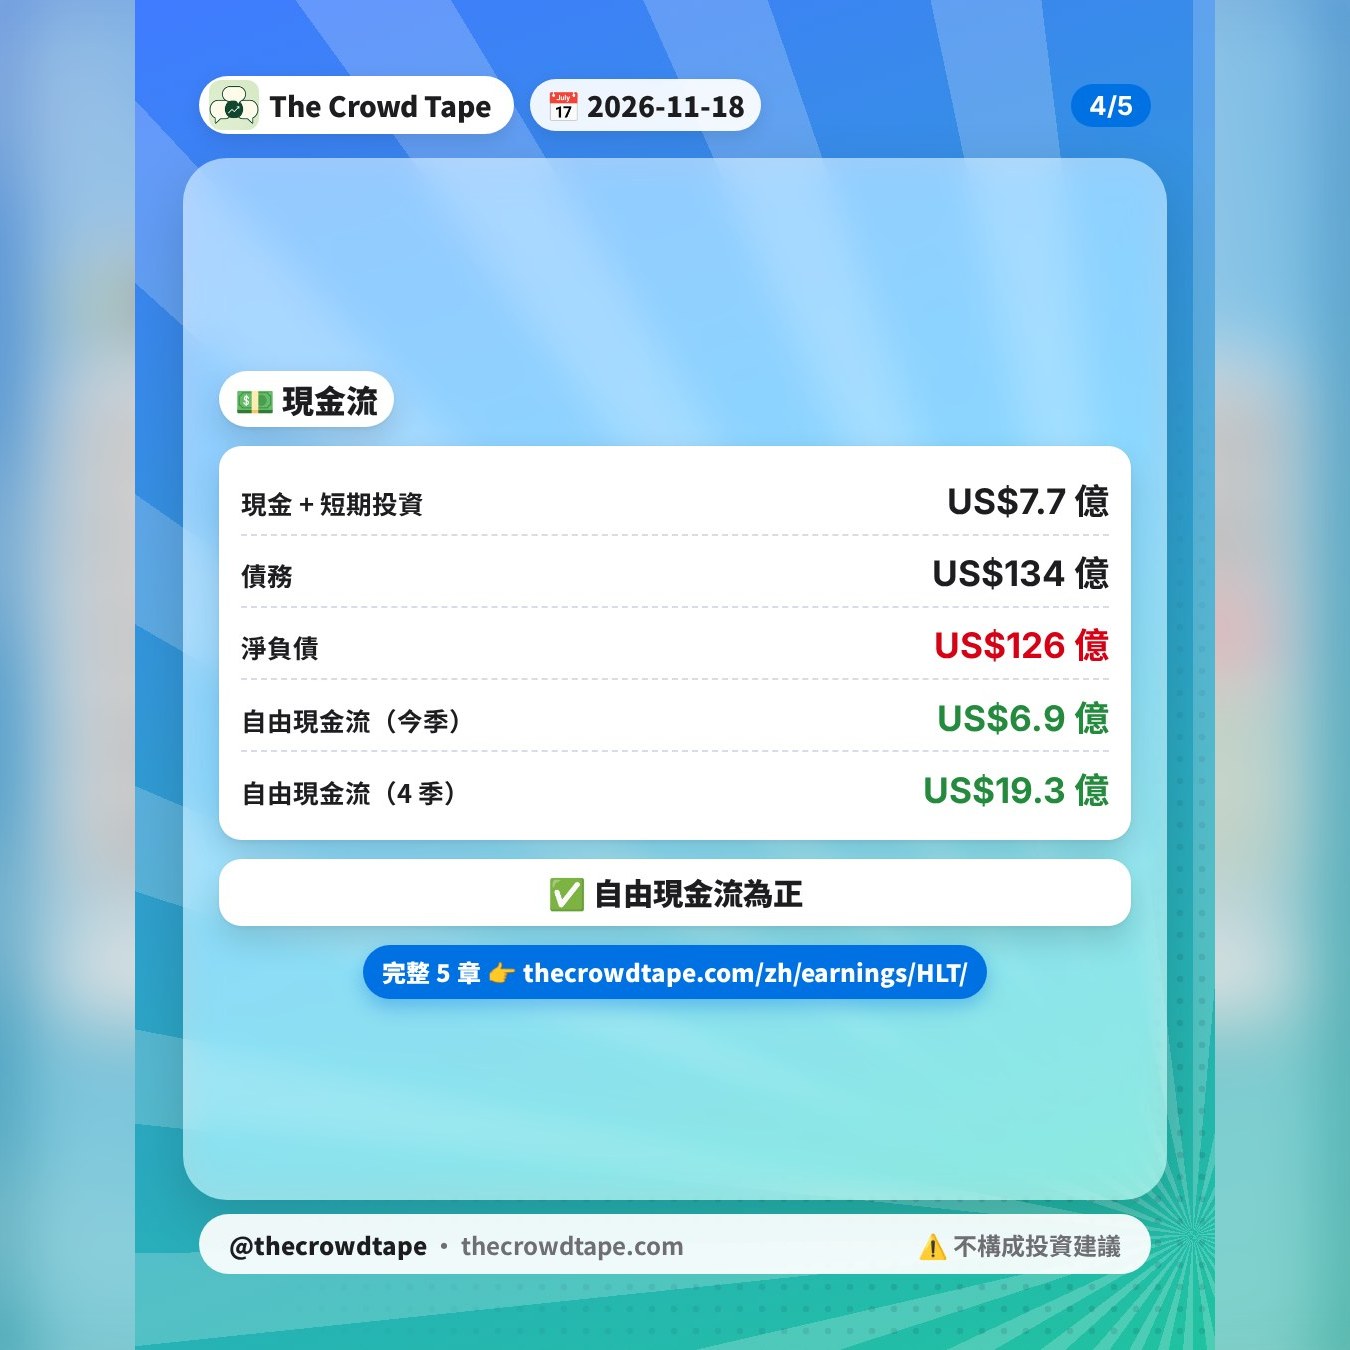 The Crowd Tape
July 17 2026-11-18
4/5
💵 現金流
現金 + 短期投資 US$7.7 億
債務 US$134 億
淨負債 US$126 億
自由現金流（今季） US$6.9 億
自由現金流（4 季） US$19.3 億
✅ 自由現金流為正
完整 5 章 👉 thecrowdtape.com/zh/earnings/HLT/
@thecrowdtape • thecrowdtape.com
⚠️ 不構成投資建議